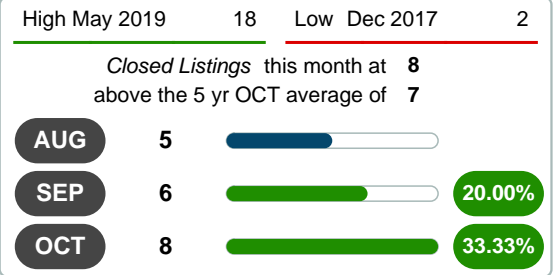 High May 2019 18 Low Dec 2017 2
Closed Listings this month at 8
above the 5 yr OCT average of 7
AUG 5
SEP 6 20.00%
OCT 8 33.33%